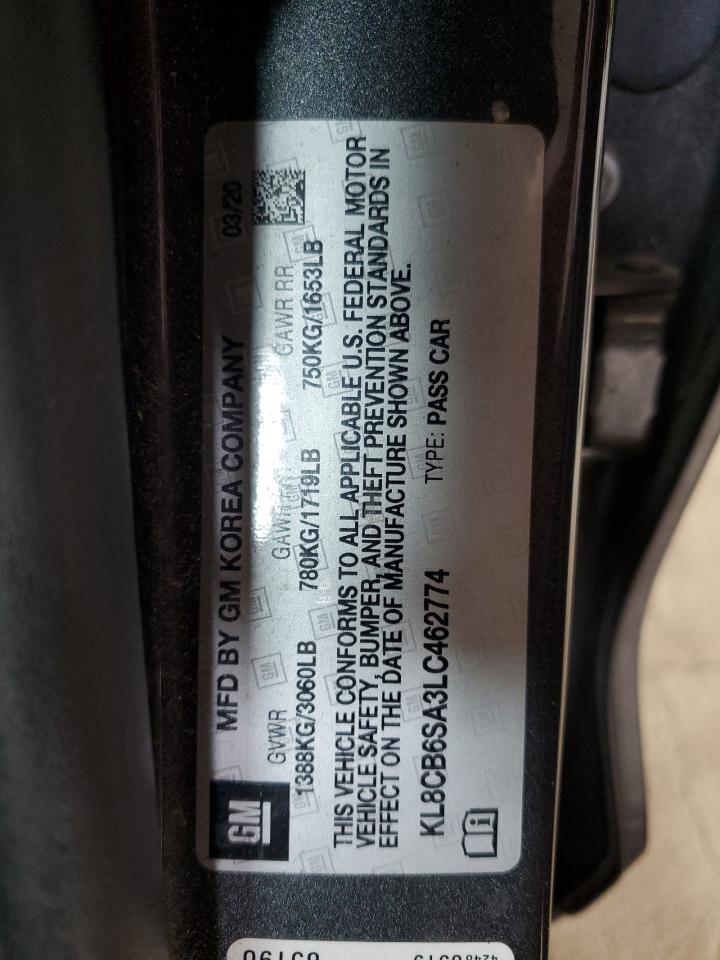 GM
MFD BY GM KOREA COMPANY 03/20
GVWR GAWR GAWR RR
1388KG/3060LB 780KG/1719LB 750KG/1653LB
THIS VEHICLE CONFORMS TO ALL APPLICABLE U.S. FEDERAL MOTOR
VEHICLE SAFETY, BUMPER, AND THEFT PREVENTION STANDARDS IN
EFFECT ON THE DATE OF MANUFACTURE SHOWN ABOVE.
KL8CB6SA3LC462774 TYPE: PASS CAR